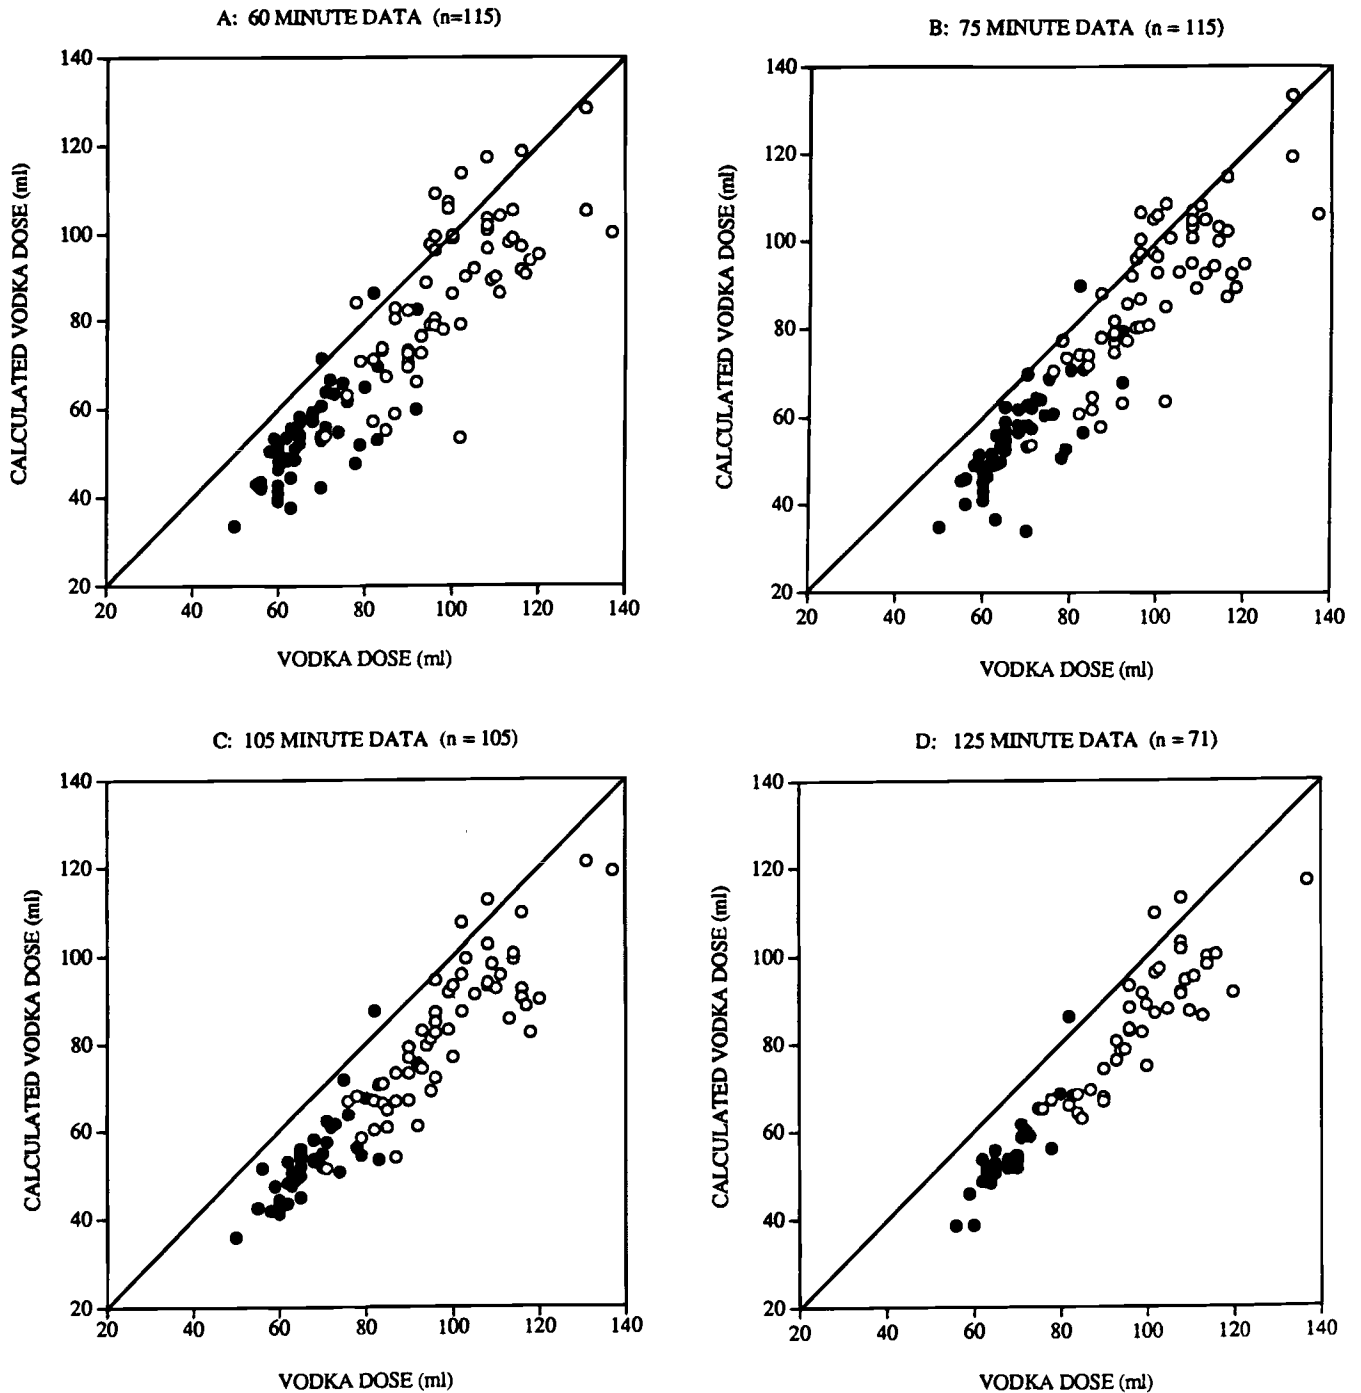 A: 60 MINUTE DATA (n=115)
CALCULATED VODKA DOSE (ml)
140
120
100
80
60
40
20
20 40 60 80 100 120 140
VODKA DOSE (ml)
B: 75 MINUTE DATA (n = 115)
CALCULATED VODKA DOSE (ml)
140
120
100
80
60
40
20
20 40 60 80 100 120 140
VODKA DOSE (ml)
C: 105 MINUTE DATA (n = 105)
CALCULATED VODKA DOSE (ml)
140
120
100
80
60
40
20
20 40 60 80 100 120 140
VODKA DOSE (ml)
D: 125 MINUTE DATA (n = 71)
CALCULATED VODKA DOSE (ml)
140
120
100
80
60
40
20
20 40 60 80 100 120 140
VODKA DOSE (ml)